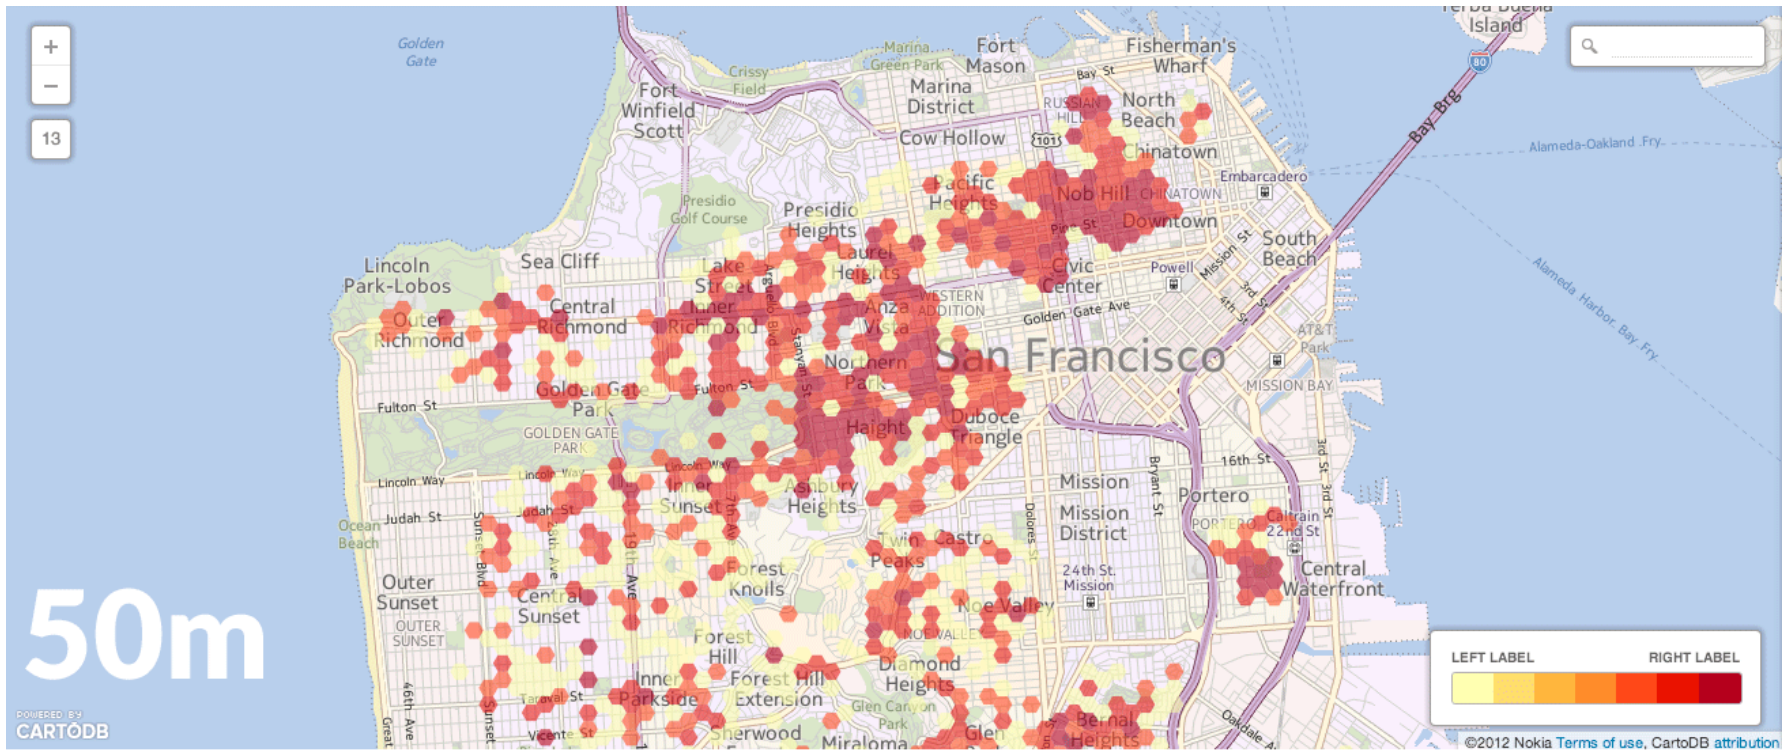 Yerba Buena
Island
Golden
Gate
+
−
13
80
Bay Brg
Marina
Green Park
Fort
Mason
Fisherman's
Wharf
Bay St
Crissy
Field
Fort
Winfield
Scott
Marina
District
RUSSIAN
HILL
North
Beach
Cow Hollow
101
Chinatown
Alameda-Oakland Fry.
Embarcadero
Pacific
Heights
Nob Hill
CHINATOWN
Presidio
Golf Course
Presidio
Heights
Pine St
Downtown
Mission St
South
Beach
Lincoln
Park-Lobos
Sea Cliff
Lake
Street
Arguello Blvd
Laurel
Heights
Civic
Center
Powell
3rd St
4th St
Alameda Harbor Bay Fry.
Outer
Richmond
Central
Richmond
Inner
Richmond
Anza
Vista
WESTERN
ADDITION
Golden Gate Ave
AT&T
Park
Stanyan St
San Francisco
Northern
Park
MISSION BAY
Golden Gate
Park
Fulton St
Fulton St
GOLDEN GATE
PARK
Haight
Duboce
Triangle
Lincoln Way
Lincoln Way
Lincoln Way
16th St
3rd St
3rd St
Bryant St
Inner
Sunset
7th Ave
Ashbury
Heights
Mission
Mission
District
Portero
PORTERO
Caltrain
22nd St
Judah St
Judah St
Ocean
Beach
Sunset Blvd
28th Ave
19th Ave
Dolores St
Twin
Peaks
Castro
Forest
Knolls
24th St.
Mission
Central
Waterfront
Outer
Sunset
Central
Sunset
OUTER
SUNSET
Noe Valley
NOE VALLEY
Forest
Hill
Diamond
Heights
50m
Inner
Parkside
Forest Hill
Extension
Taraval St
46th Ave
Great
Sunset
Vicente St
Sherwood
Glen Canyon
Park
Miraloma
Glen
Bernal
Heights
Oakdale A
LEFT LABEL RIGHT LABEL
POWERED BY
CARTODB
©2012 Nokia Terms of use, CartoDB attribution